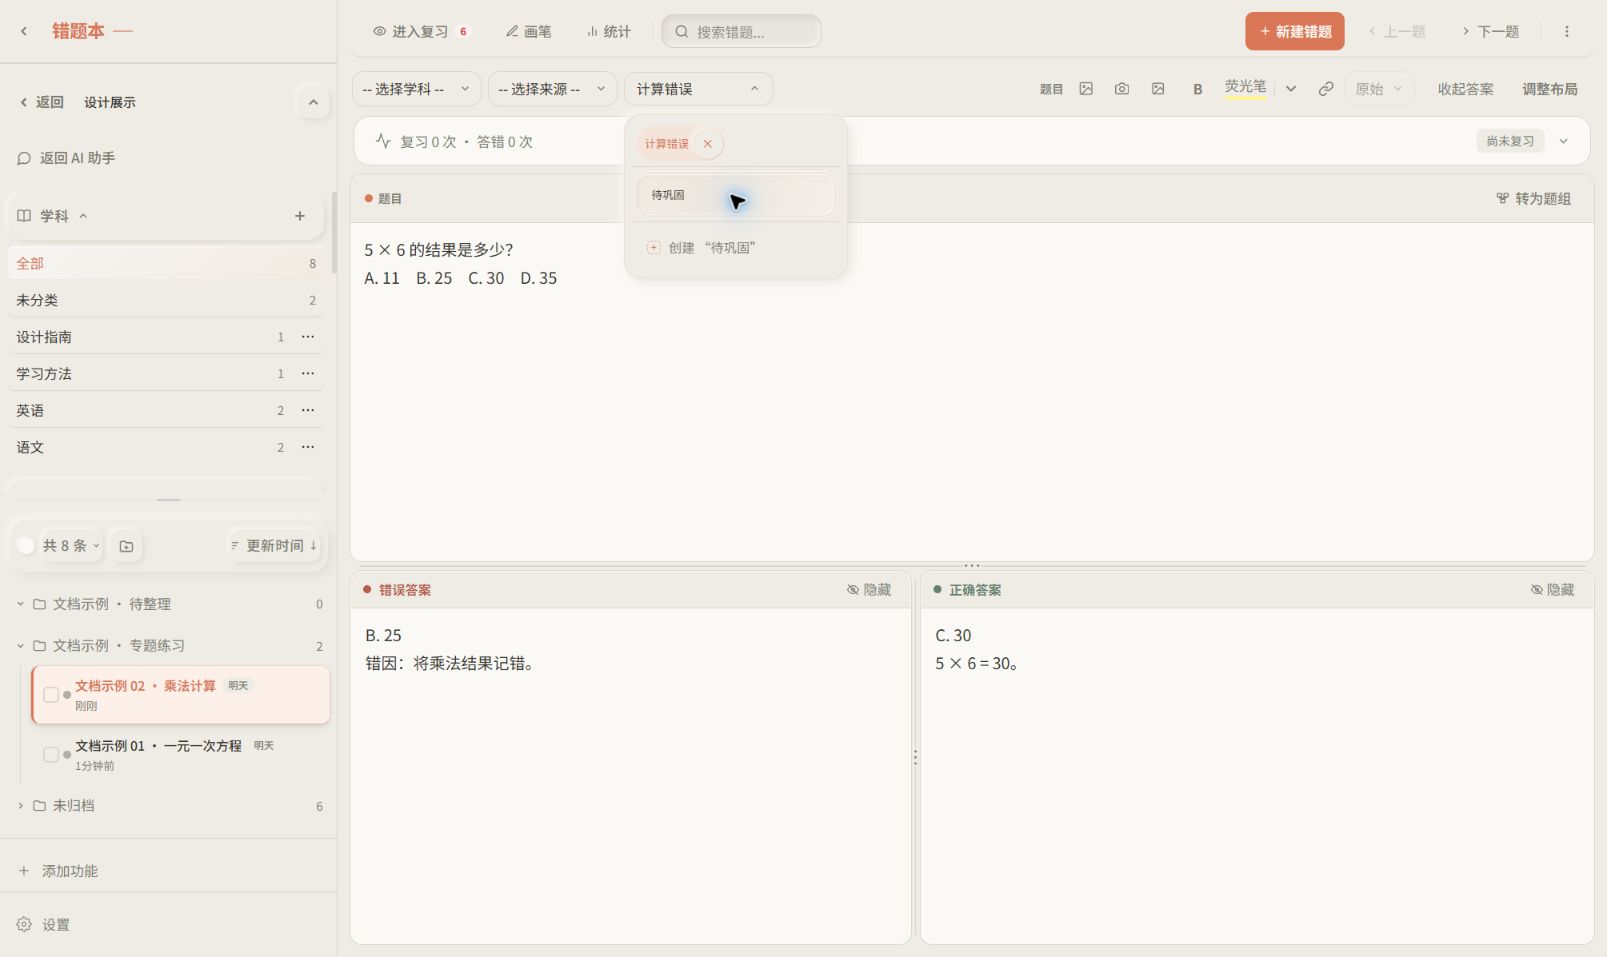 错题本
进入复习 6 画笔 统计 搜索错题... + 新建错题 上一题 下一题
返回 设计展示
-- 选择学科 -- -- 选择来源 -- 计算错误 题目 B 荧光笔 原始 收起答案 调整布局
返回 AI 助手
复习 0 次 · 答错 0 次 尚未复习
计算错误 ×
待巩固
创建 “待巩固”
学科 +
全部 8
未分类 2
设计指南 1 ...
学习方法 1 ...
英语 2 ...
语文 2 ...
共 8 条 更新时间 ↓
文档示例 · 待整理 0
文档示例 · 专题练习 2
文档示例 02 · 乘法计算 明天
刚刚
文档示例 01 · 一元一次方程 明天
1分钟前
未归档 6
+ 添加功能
设置
题目 转为题组
5 × 6 的结果是多少？
A. 11 B. 25 C. 30 D. 35
错误答案 隐藏
B. 25
错因：将乘法结果记错。
正确答案 隐藏
C. 30
5 × 6 = 30。